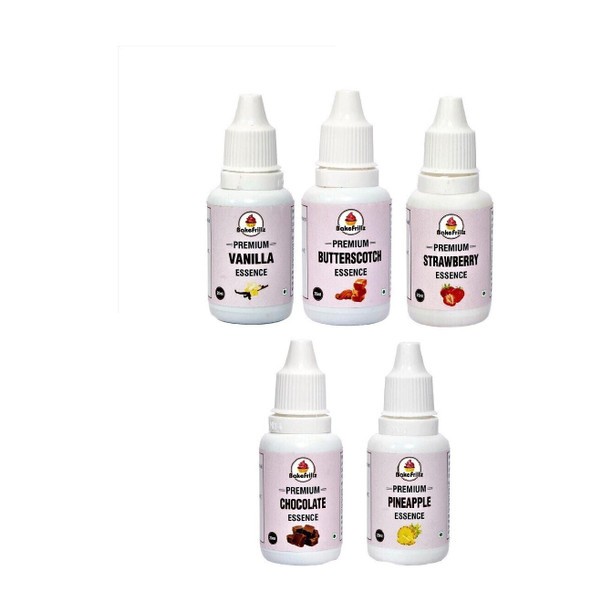 BakeFrillz
PREMIUM
VANILLA
ESSENCE
BakeFrillz
PREMIUM
BUTTERSCOTCH
ESSENCE
BakeFrillz
PREMIUM
STRAWBERRY
ESSENCE
BakeFrillz
PREMIUM
CHOCOLATE
ESSENCE
BakeFrillz
PREMIUM
PINEAPPLE
ESSENCE